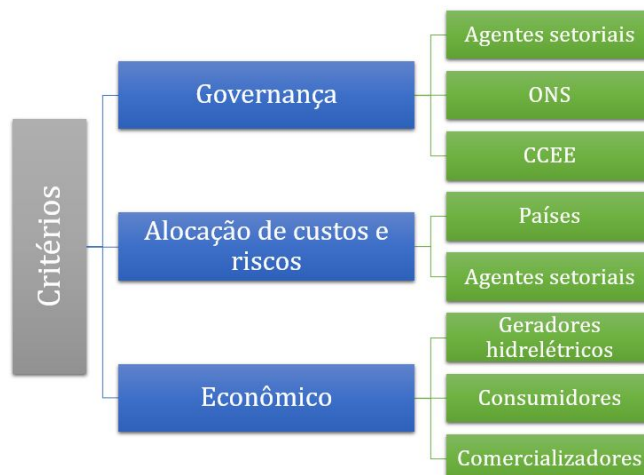 Critérios
Governança
Agentes setoriais
ONS
CCEE
Alocação de custos e
riscos
Países
Agentes setoriais
Econômico
Geradores
hidrelétricos
Consumidores
Comercializadores